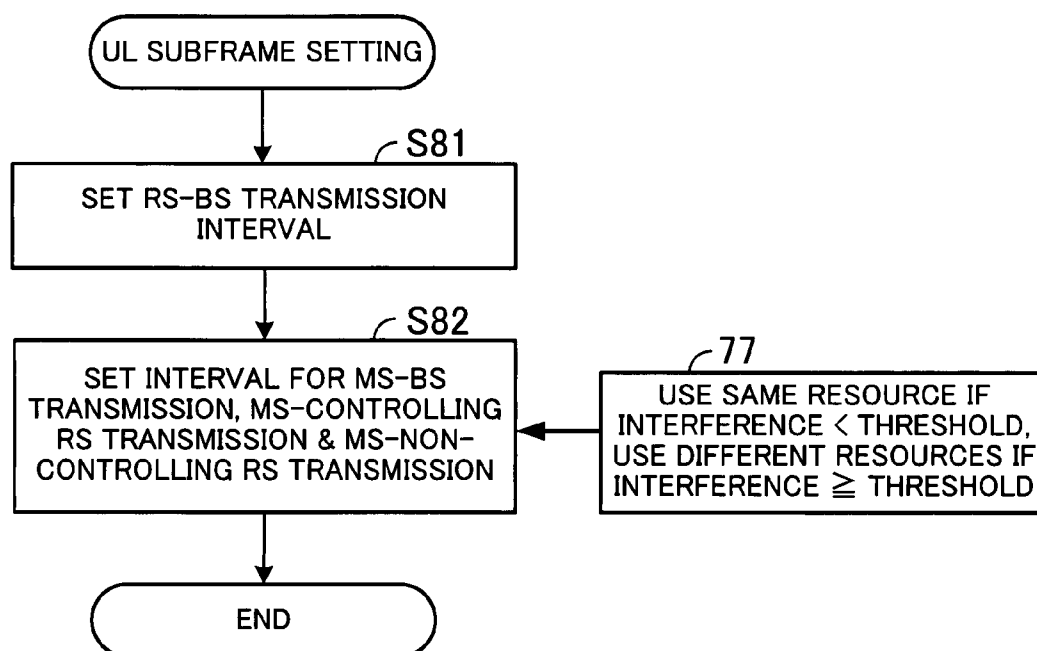 UL SUBFRAME SETTING
S81
SET RS-BS TRANSMISSION
INTERVAL
S82
SET INTERVAL FOR MS-BS
TRANSMISSION, MS-CONTROLLING
RS TRANSMISSION & MS-NON-
CONTROLLING RS TRANSMISSION
77
USE SAME RESOURCE IF
INTERFERENCE < THRESHOLD,
USE DIFFERENT RESOURCES IF
INTERFERENCE ≧ THRESHOLD
END